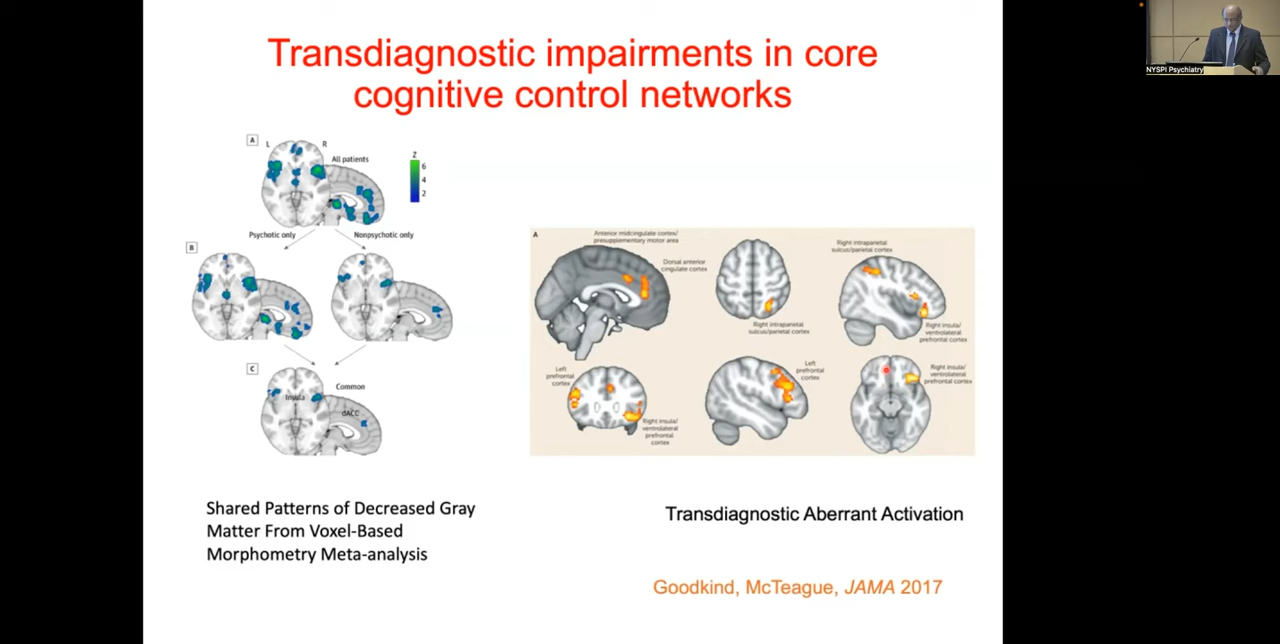 Transdiagnostic impairments in core
cognitive control networks
NYSPI Psychiatry
A
L
R
All patients
Z
6
4
2
Psychotic only
Nonpsychotic only
B
C
Common
Insula
dACC
A
Anterior midcingulate cortex/
presupplementary motor area
Dorsal anterior
cingulate cortex
Right intraparietal
sulcus/parietal cortex
Right intraparietal
sulcus/parietal cortex
Right insula/
ventrolateral
prefrontal cortex
Left
prefrontal
cortex
Right insula/
ventrolateral
prefrontal
cortex
Left
prefrontal
cortex
Right insula/
ventrolateral
prefrontal cortex
Shared Patterns of Decreased Gray
Matter From Voxel-Based
Morphometry Meta-analysis
Transdiagnostic Aberrant Activation
Goodkind, McTeague, JAMA 2017